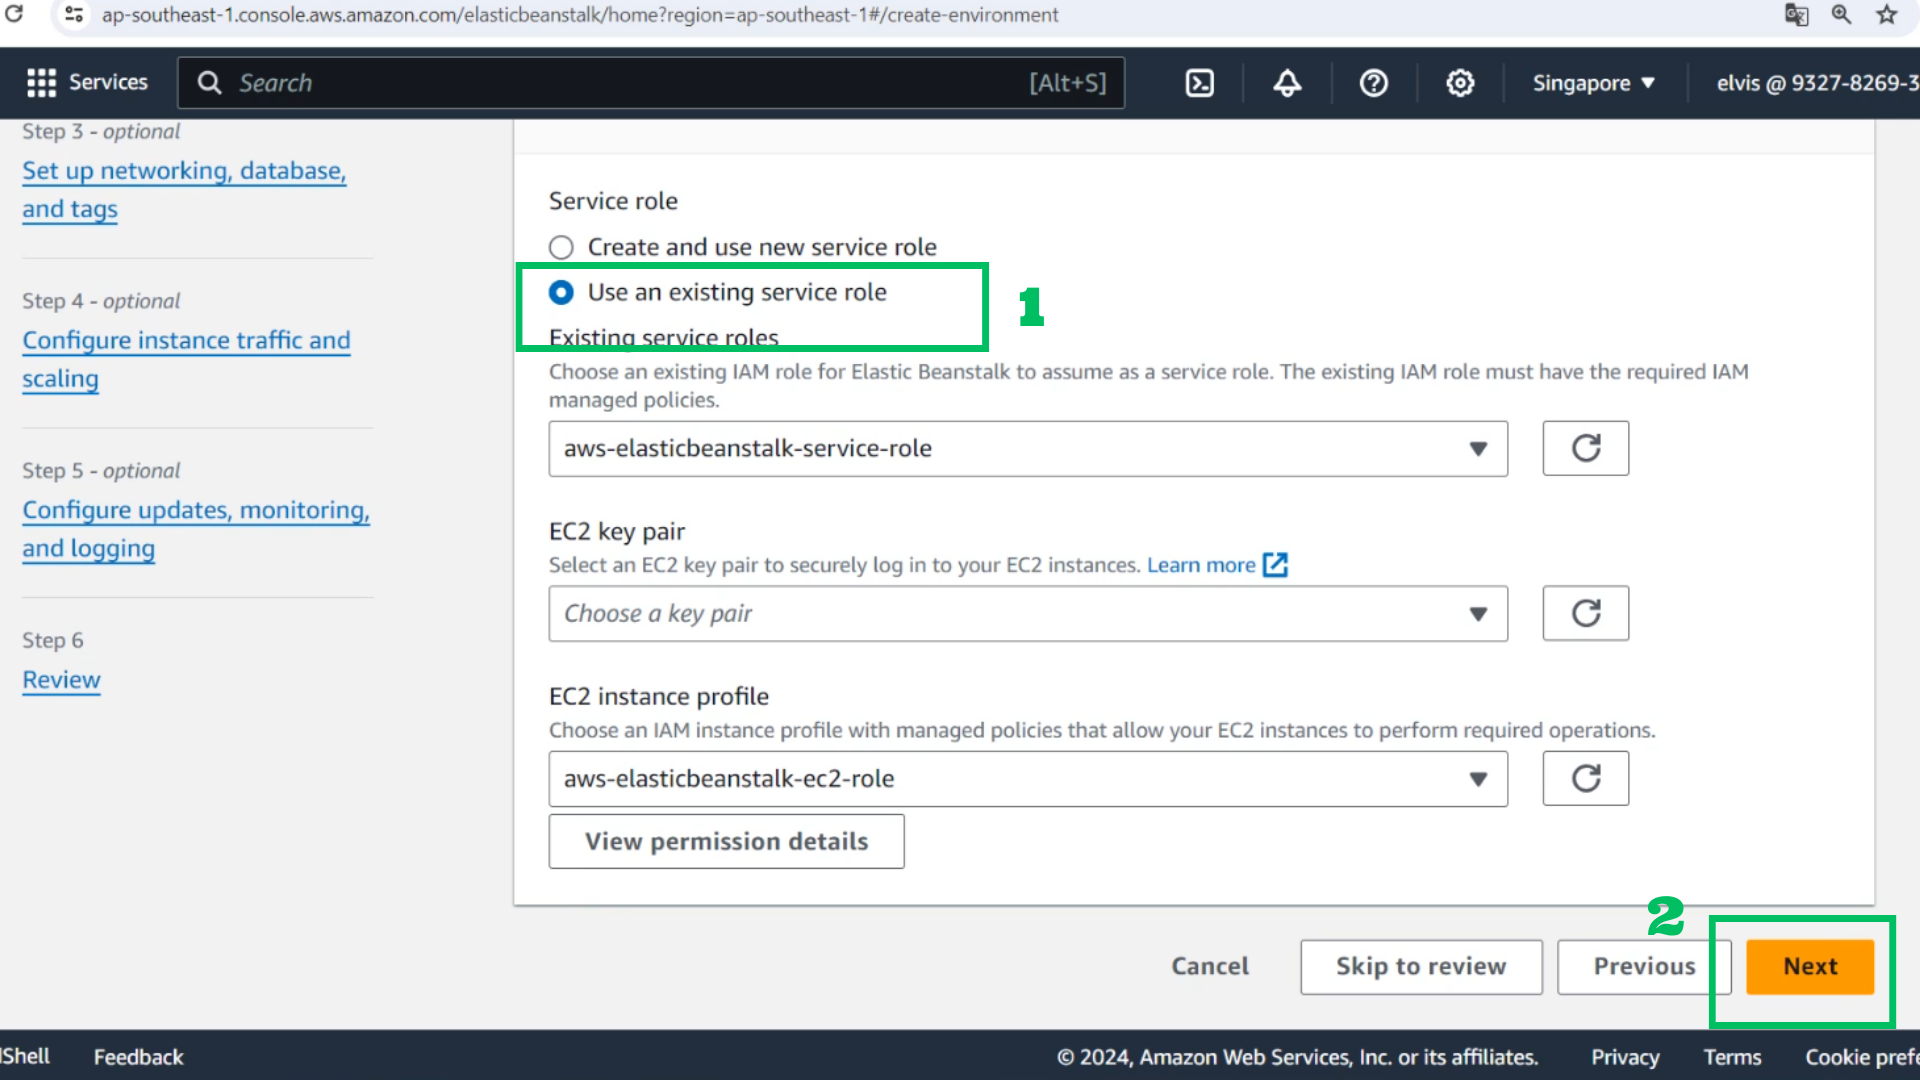 ap-southeast-1.console.aws.amazon.com/elasticbeanstalk/home?region=ap-southeast-1#/create-environment
Services
Search
[Alt+S]
Singapore
elvis @ 9327-8269-3
Step 3 - optional
Set up networking, database,
and tags
Step 4 - optional
Configure instance traffic and
scaling
Step 5 - optional
Configure updates, monitoring,
and logging
Step 6
Review
Service role
Create and use new service role
Use an existing service role
1
Existing service roles
Choose an existing IAM role for Elastic Beanstalk to assume as a service role. The existing IAM role must have the required IAM
managed policies.
aws-elasticbeanstalk-service-role
EC2 key pair
Select an EC2 key pair to securely log in to your EC2 instances. Learn more
Choose a key pair
EC2 instance profile
Choose an IAM instance profile with managed policies that allow your EC2 instances to perform required operations.
aws-elasticbeanstalk-ec2-role
View permission details
2
Cancel
Skip to review
Previous
Next
Shell
Feedback
© 2024, Amazon Web Services, Inc. or its affiliates.
Privacy
Terms
Cookie prefe